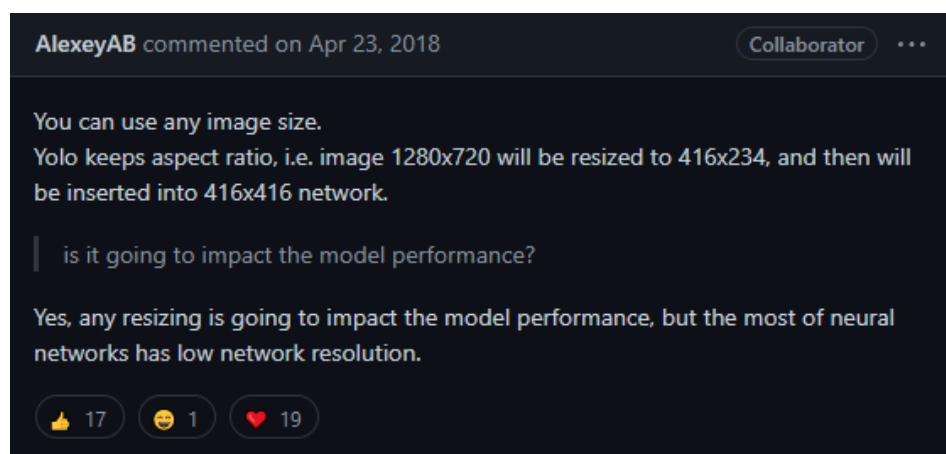 AlexeyAB commented on Apr 23, 2018 Collaborator ...
You can use any image size.
Yolo keeps aspect ratio, i.e. image 1280x720 will be resized to 416x234, and then will
be inserted into 416x416 network.
is it going to impact the model performance?
Yes, any resizing is going to impact the model performance, but the most of neural
networks has low network resolution.
👍 17 😄 1 ❤️ 19